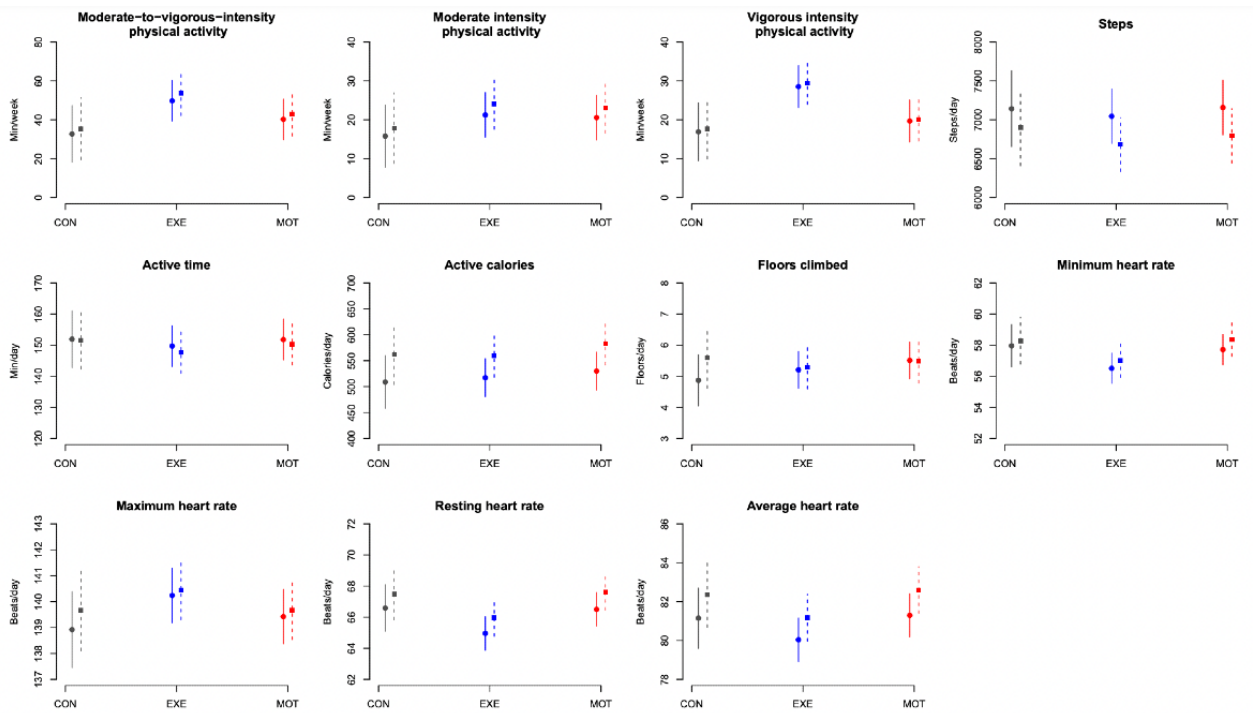 Moderate−to−vigorous−intensity
physical activity
Min/week
80
60
40
20
0
CON EXE MOT
Moderate intensity
physical activity
Min/week
40
30
20
10
0
CON EXE MOT
Vigorous intensity
physical activity
Min/week
40
30
20
10
0
CON EXE MOT
Steps
Steps/day
8000
7500
7000
6500
6000
CON EXE MOT
Active time
Min/day
170
160
150
140
130
120
CON EXE MOT
Active calories
Calories/day
700
650
600
550
500
450
400
CON EXE MOT
Floors climbed
Floors/day
8
7
6
5
4
3
CON EXE MOT
Minimum heart rate
Beats/day
62
60
58
56
54
52
CON EXE MOT
Maximum heart rate
Beats/day
143
142
141
140
139
138
137
CON EXE MOT
Resting heart rate
Beats/day
72
70
68
66
64
62
CON EXE MOT
Average heart rate
Beats/day
86
84
82
80
78
CON EXE MOT